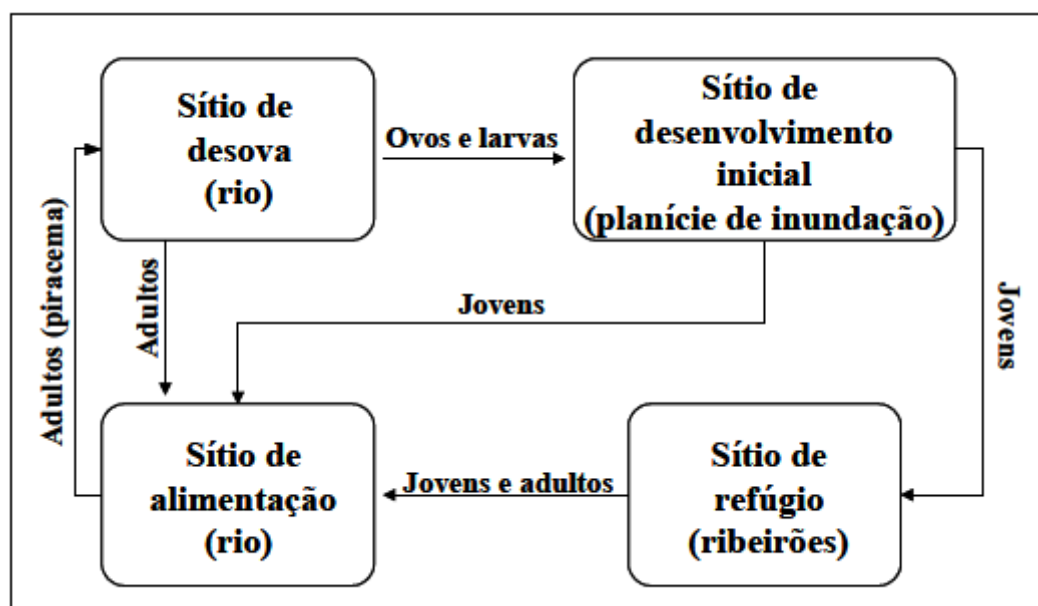 Sítio de
desova
(rio)
Ovos e larvas
Sítio de
desenvolvimento
inicial
(planície de inundação)
Adultos (piracema)
Adultos
Jovens
Jovens
Sítio de
alimentação
(rio)
Jovens e adultos
Sítio de
refúgio
(ribeirões)